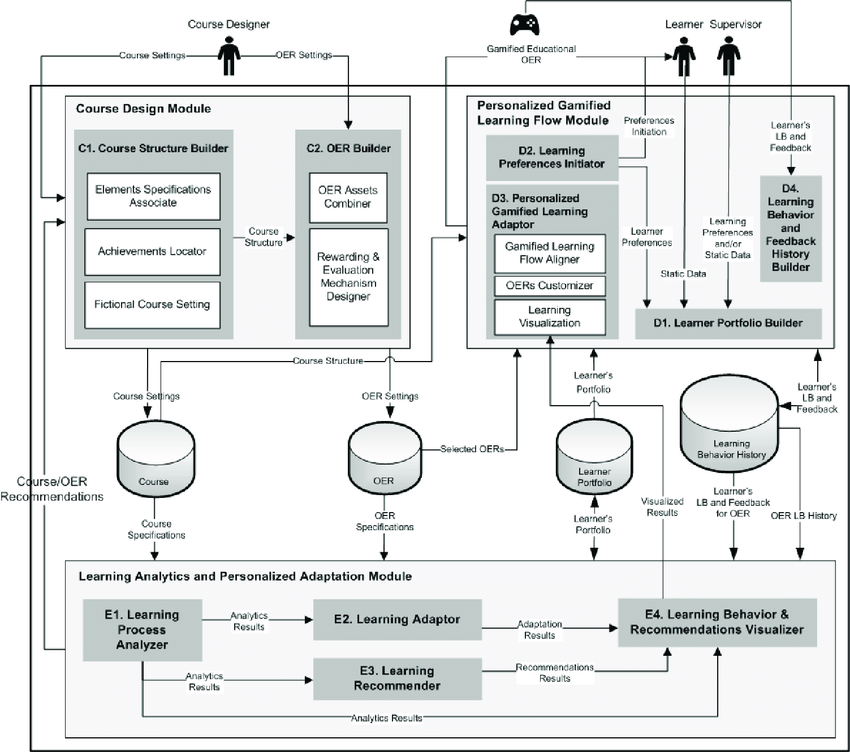 Course Designer
Learner
Supervisor
Course Settings
OER Settings
Gamified Educational
OER
Course Design Module
C1. Course Structure Builder
Elements Specifications
Associate
Achievements Locator
Fictional Course Setting
Course
Structure
C2. OER Builder
OER Assets
Combiner
Rewarding &
Evaluation
Mechanism
Designer
Personalized Gamified
Learning Flow Module
D2. Learning
Preferences Initiator
Preferences
Initiation
D3. Personalized
Gamified Learning
Adaptor
Gamified Learning
Flow Aligner
OERs Customizer
Learning
Visualization
Learner
Preferences
Static Data
Learning
Preferences
and/or
Static Data
Learner's
LB and
Feedback
D4.
Learning
Behavior
and
Feedback
History
Builder
D1. Learner Portfolio Builder
Course Structure
Course Settings
OER Settings
Learner's
Portfolio
Learner's
LB and
Feedback
Course
OER
Selected OERs
Learner
Portfolio
Learning
Behavior History
Course/OER
Recommendations
Course
Specifications
OER
Specifications
Learner's
Portfolio
Visualized
Results
Learner's
LB and Feedback
for OER
OER LB History
Learning Analytics and Personalized Adaptation Module
E1. Learning
Process
Analyzer
Analytics
Results
E2. Learning Adaptor
Adaptation
Results
E4. Learning Behavior &
Recommendations Visualizer
Analytics
Results
E3. Learning
Recommender
Recommendations
Results
Analytics Results